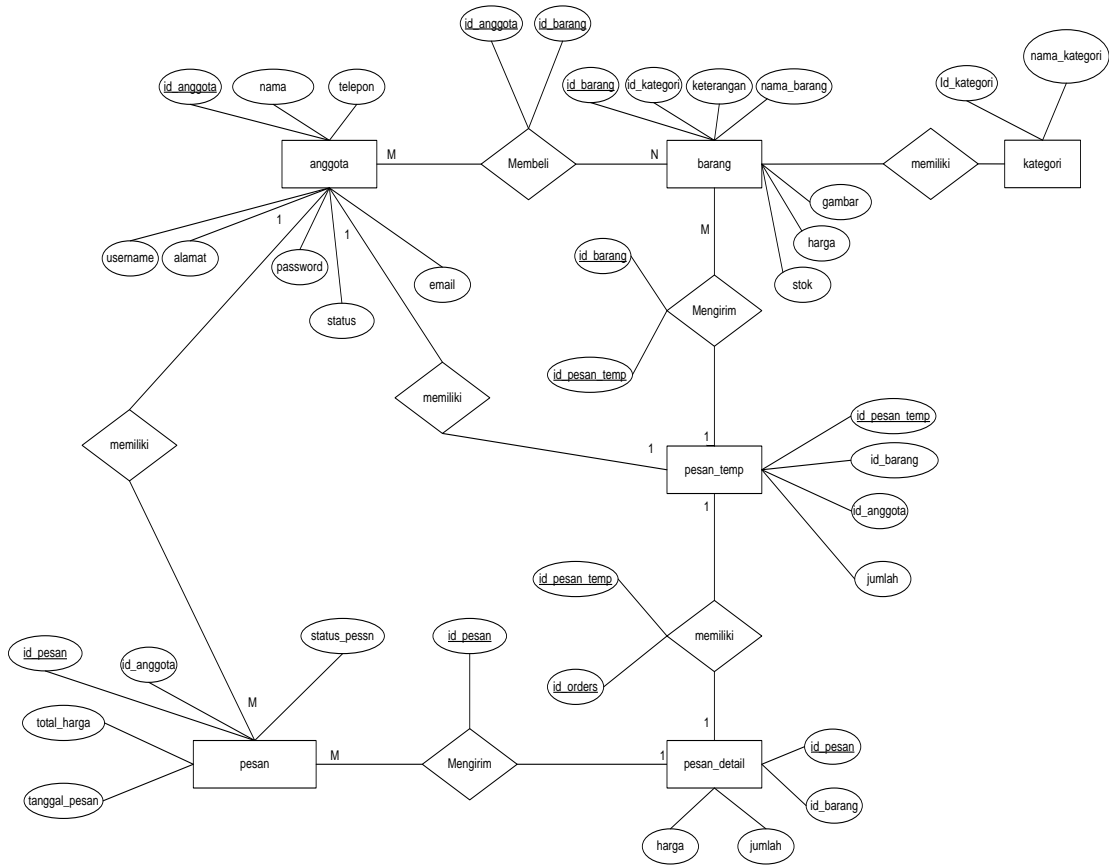 id_anggota
id_barang
nama_kategori
id_anggota
nama
telepon
id_barang
id_kategori
keterangan
nama_barang
Id_kategori
anggota
M
Membeli
N
barang
memiliki
kategori
username
alamat
1
password
1
status
email
M
id_barang
gambar
harga
stok
Mengirim
id_pesan_temp
memiliki
memiliki
1
1
pesan_temp
1
id_pesan_temp
id_barang
id_anggota
jumlah
id_pesan_temp
memiliki
id_orders
1
id_pesan
id_anggota
status_pessn
id_pesan
total_harga
M
tanggal_pesan
pesan
M
Mengirim
1
pesan_detail
id_pesan
id_barang
harga
jumlah